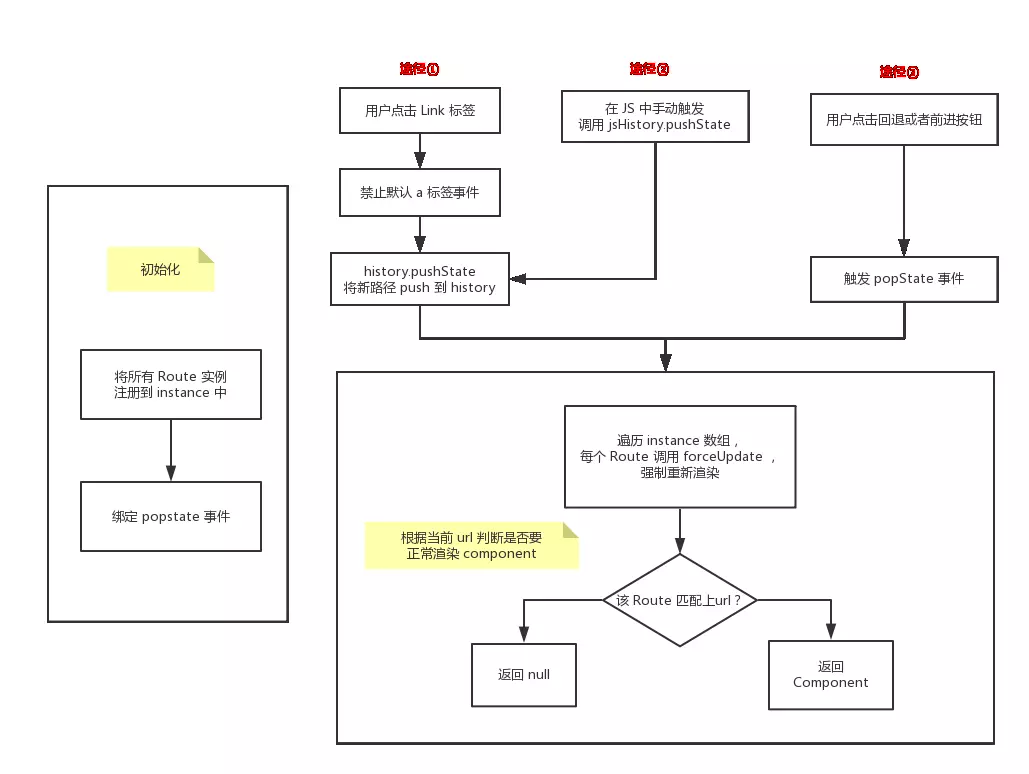 途径①
途径
途径
用户点击 Link 标签
在 JS 中手动触发
调用 jsHistory.pushState
用户点击回退或者前进按钮
禁止默认 a 标签事件
history.pushState
将新路径 push 到 history
触发 popState 事件
初始化
将所有 Route 实例
注册到 instance 中
绑定 popstate 事件
遍历 instance 数组，
每个 Route 调用 forceUpdate ，
强制重新渲染
根据当前 url 判断是否要
正常渲染 component
该 Route 匹配上url？
返回 null
返回
Component